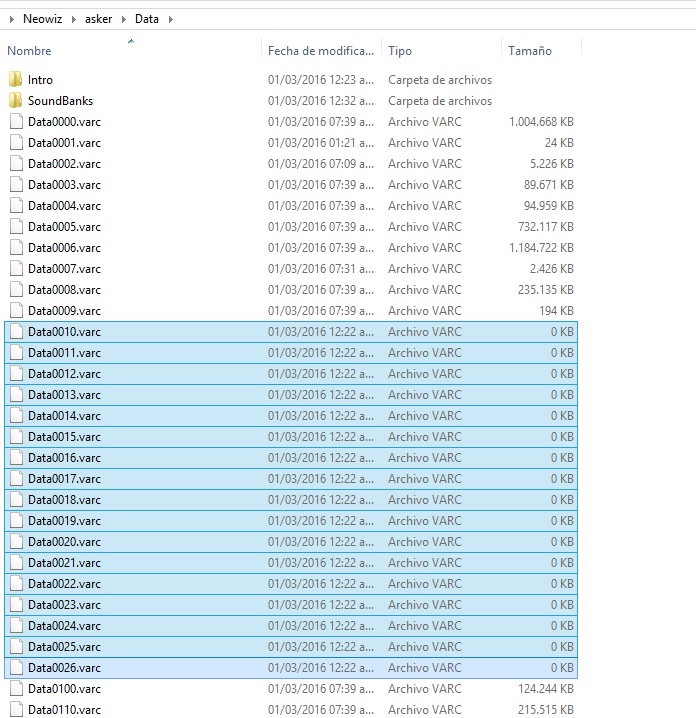 Neowiz asker Data
Nombre Fecha de modifica... Tipo Tamaño
Intro 01/03/2016 12:23 a... Carpeta de archivos
SoundBanks 01/03/2016 12:32 a... Carpeta de archivos
Data0000.varc 01/03/2016 07:39 a... Archivo VARC 1.004.668 KB
Data0001.varc 01/03/2016 01:21 a... Archivo VARC 24 KB
Data0002.varc 01/03/2016 07:09 a... Archivo VARC 5.226 KB
Data0003.varc 01/03/2016 07:39 a... Archivo VARC 89.671 KB
Data0004.varc 01/03/2016 07:39 a... Archivo VARC 94.959 KB
Data0005.varc 01/03/2016 07:39 a... Archivo VARC 732.117 KB
Data0006.varc 01/03/2016 07:39 a... Archivo VARC 1.184.722 KB
Data0007.varc 01/03/2016 07:31 a... Archivo VARC 2.426 KB
Data0008.varc 01/03/2016 07:39 a... Archivo VARC 235.135 KB
Data0009.varc 01/03/2016 07:39 a... Archivo VARC 194 KB
Data0010.varc 01/03/2016 12:22 a... Archivo VARC 0 KB
Data0011.varc 01/03/2016 12:22 a... Archivo VARC 0 KB
Data0012.varc 01/03/2016 12:22 a... Archivo VARC 0 KB
Data0013.varc 01/03/2016 12:22 a... Archivo VARC 0 KB
Data0014.varc 01/03/2016 12:22 a... Archivo VARC 0 KB
Data0015.varc 01/03/2016 12:22 a... Archivo VARC 0 KB
Data0016.varc 01/03/2016 12:22 a... Archivo VARC 0 KB
Data0017.varc 01/03/2016 12:22 a... Archivo VARC 0 KB
Data0018.varc 01/03/2016 12:22 a... Archivo VARC 0 KB
Data0019.varc 01/03/2016 12:22 a... Archivo VARC 0 KB
Data0020.varc 01/03/2016 12:22 a... Archivo VARC 0 KB
Data0021.varc 01/03/2016 12:22 a... Archivo VARC 0 KB
Data0022.varc 01/03/2016 12:22 a... Archivo VARC 0 KB
Data0023.varc 01/03/2016 12:22 a... Archivo VARC 0 KB
Data0024.varc 01/03/2016 12:22 a... Archivo VARC 0 KB
Data0025.varc 01/03/2016 12:22 a... Archivo VARC 0 KB
Data0026.varc 01/03/2016 12:22 a... Archivo VARC 0 KB
Data0100.varc 01/03/2016 07:39 a... Archivo VARC 124.244 KB
Data0110.varc 01/03/2016 07:39 a... Archivo VARC 215.515 KB